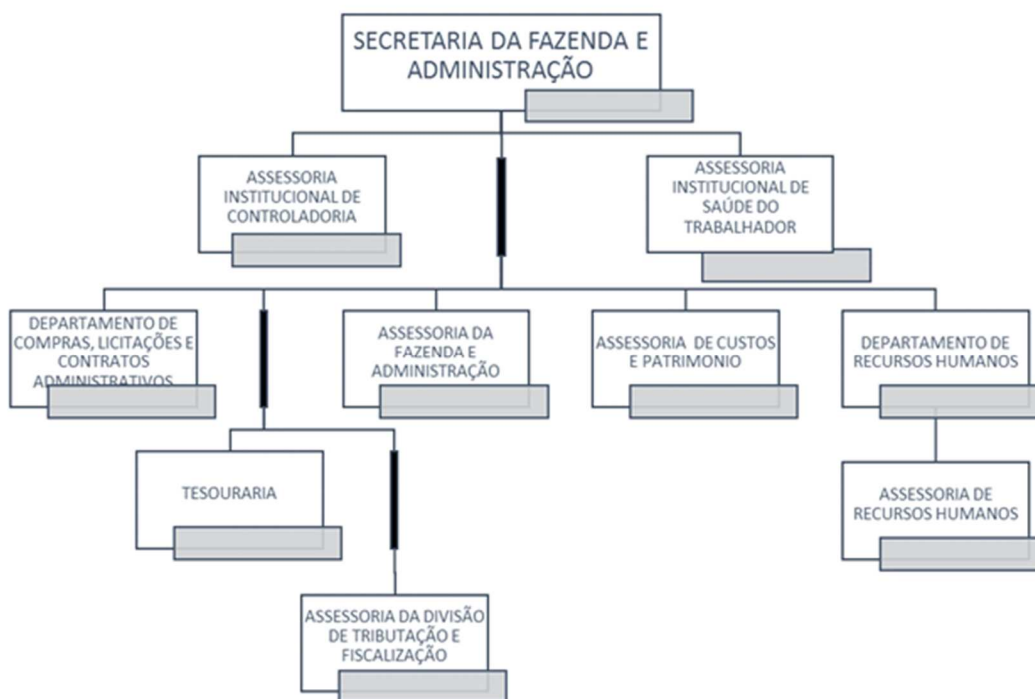 SECRETARIA DA FAZENDA E
ADMINISTRAÇÃO
ASSESSORIA
INSTITUCIONAL DE
CONTROLADORIA
ASSESSORIA
INSTITUCIONAL DE
SAÚDE DO
TRABALHADOR
DEPARTAMENTO DE
COMPRAS, LICITAÇÕES E
CONTRATOS
ADMINISTRATIVOS
ASSESSORIA DA
FAZENDA E
ADMINISTRAÇÃO
ASSESSORIA DE CUSTOS
E PATRIMONIO
DEPARTAMENTO DE
RECURSOS HUMANOS
TESOURARIA
ASSESSORIA DE
RECURSOS HUMANOS
ASSESSORIA DA DIVISÃO
DE TRIBUTAÇÃO E
FISCALIZAÇÃO